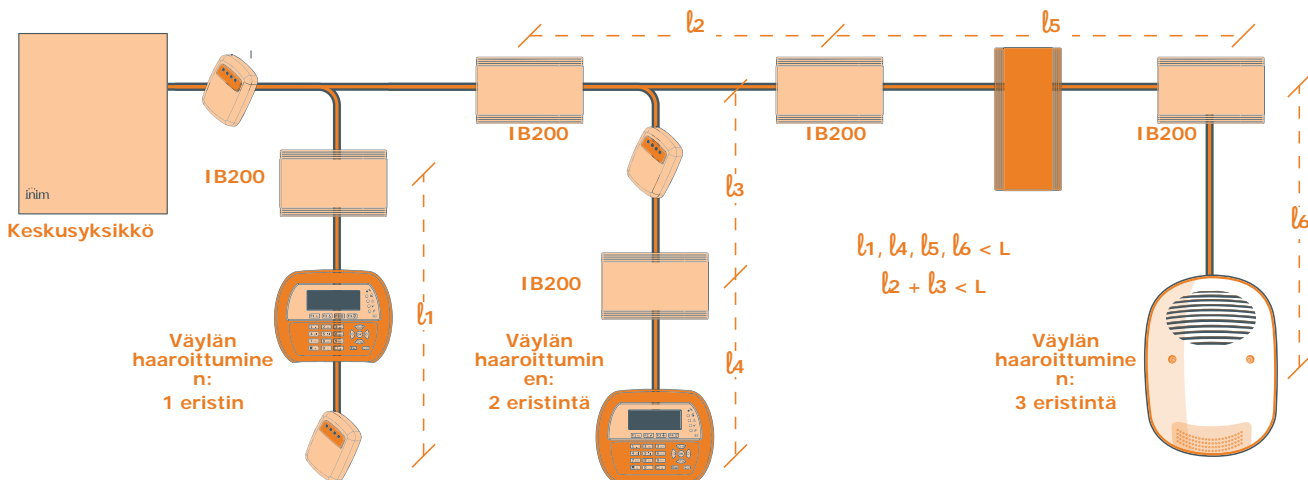 l2
l5
IB200
IB200
IB200
IB200
l3
l6
inim
Keskusyksikkö
l1, l4, l5, l6 < L
l2 + l3 < L
IB200
l1
Väylän
haaroittumine
n:
1 eristin
Väylän
haaroittumin
en:
2 eristintä
l4
Väylän
haaroittumine
n:
3 eristintä